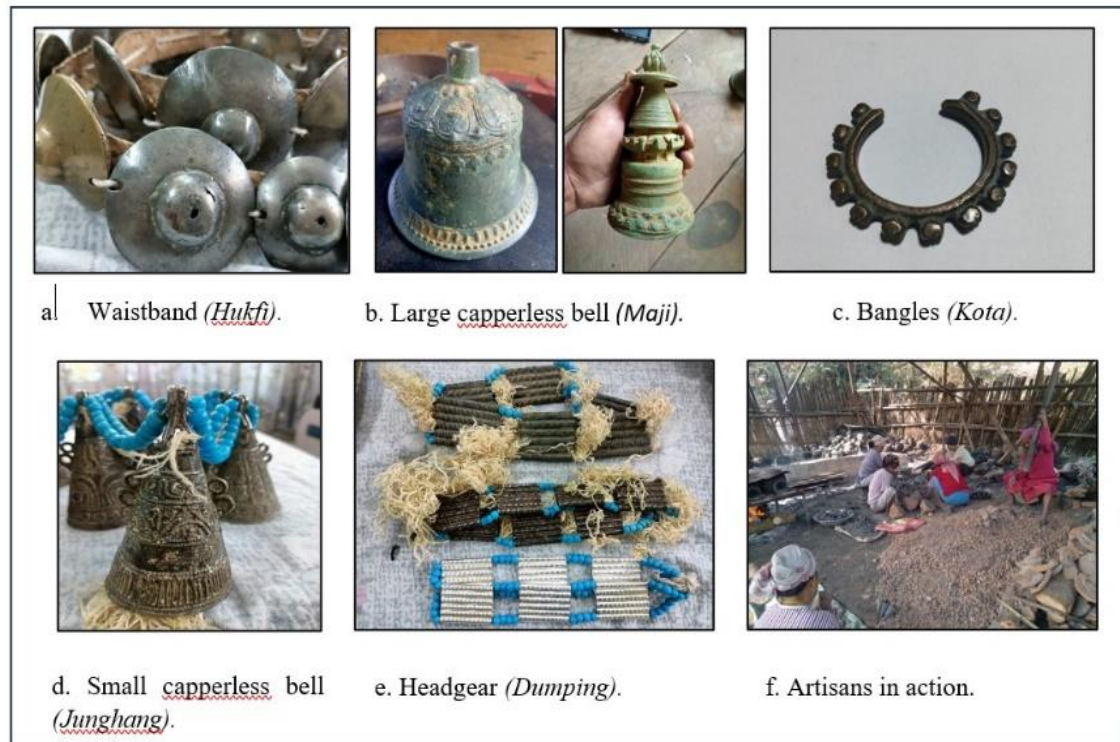 a. Waistband (Hukfi).
b. Large capperless bell (Maji).
c. Bangles (Kota).
d. Small capperless bell
(Junghang).
e. Headgear (Dumping).
f. Artisans in action.